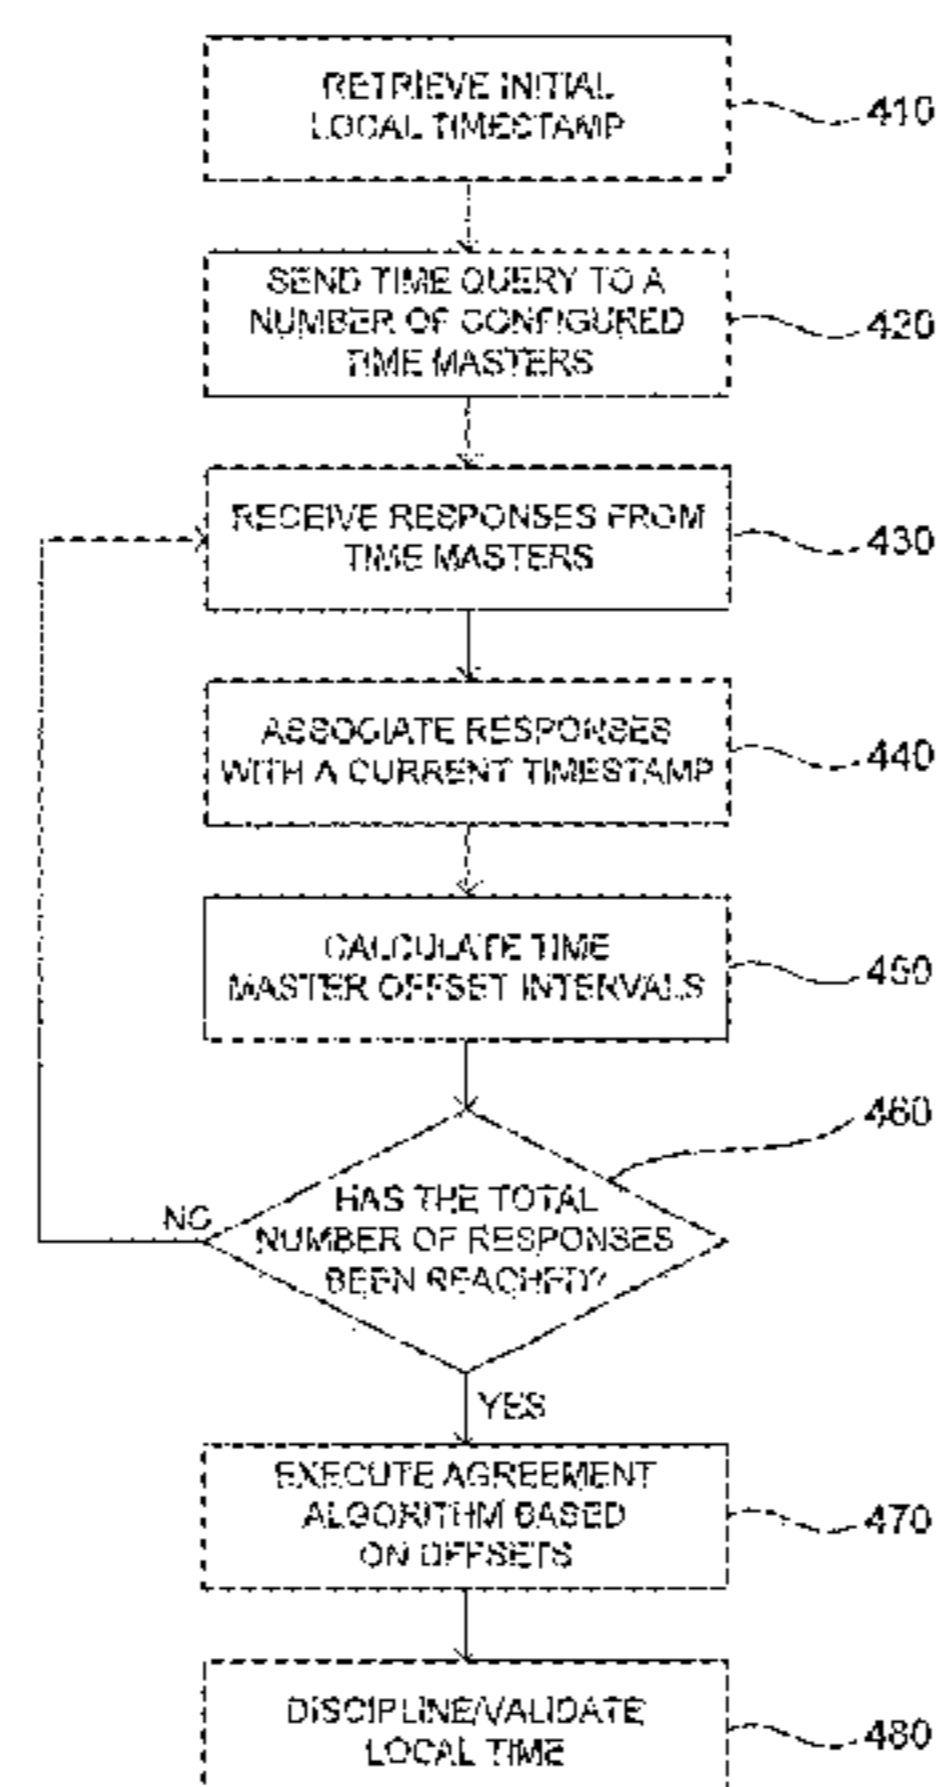 RETRIEVE INITIAL
LOCAL TIMESTAMP
410
SEND TIME QUERY TO A
NUMBER OF CONFIGURED
TIME MASTERS
420
RECEIVE RESPONSES FROM
TIME MASTERS
430
ASSOCIATE RESPONSES
WITH A CURRENT TIMESTAMP
440
CALCULATE TIME
MASTER OFFSET INTERVALS
450
460
HAS THE TOTAL
NUMBER OF RESPONSES
BEEN REACHED?
NO
YES
EXECUTE AGREEMENT
ALGORITHM BASED
ON OFFSETS
470
DISCIPLINE/VALIDATE
LOCAL TIME
480